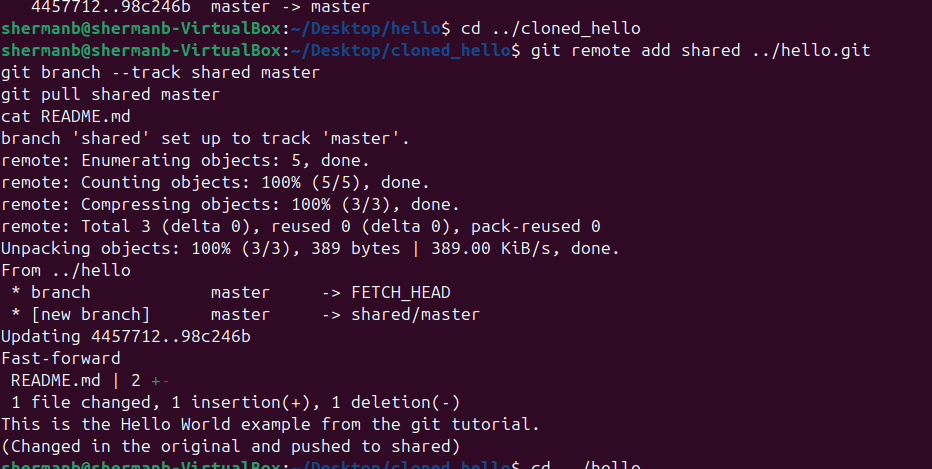 4457712..98c246b  master -> master
shermanb@shermanb-VirtualBox:~/Desktop/hello$ cd ../cloned_hello
shermanb@shermanb-VirtualBox:~/Desktop/cloned_hello$ git remote add shared ../hello.git
git branch --track shared master
git pull shared master
cat README.md
branch 'shared' set up to track 'master'.
remote: Enumerating objects: 5, done.
remote: Counting objects: 100% (5/5), done.
remote: Compressing objects: 100% (3/3), done.
remote: Total 3 (delta 0), reused 0 (delta 0), pack-reused 0
Unpacking objects: 100% (3/3), 389 bytes | 389.00 KiB/s, done.
From ../hello
 * branch            master     -> FETCH_HEAD
 * [new branch]      master     -> shared/master
Updating 4457712..98c246b
Fast-forward
 README.md | 2 +-
 1 file changed, 1 insertion(+), 1 deletion(-)
This is the Hello World example from the git tutorial.
(Changed in the original and pushed to shared)
shermanb@shermanb-VirtualBox:~/Desktop/cloned_hello$ cd ../hello